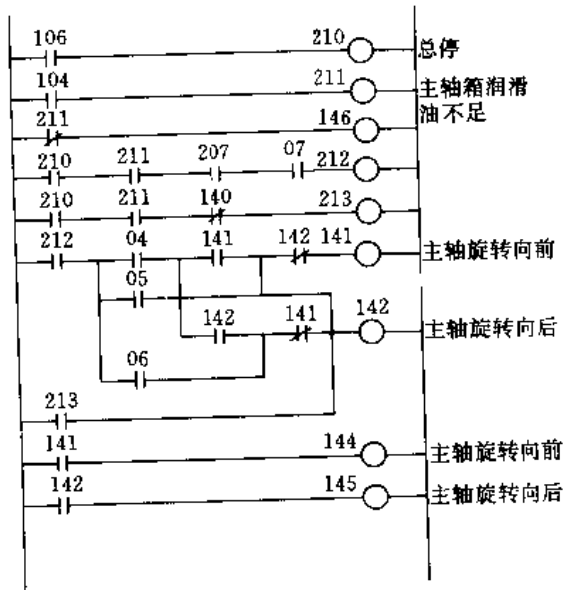 106 210 总停
104 211 主轴箱润滑
油不足
211 146
210 211 207 07 212
210 211 140 213
212 04 141 142 141 主轴旋转向前
05
142 141 142 主轴旋转向后
06
213
141 144 主轴旋转向前
142 145 主轴旋转向后